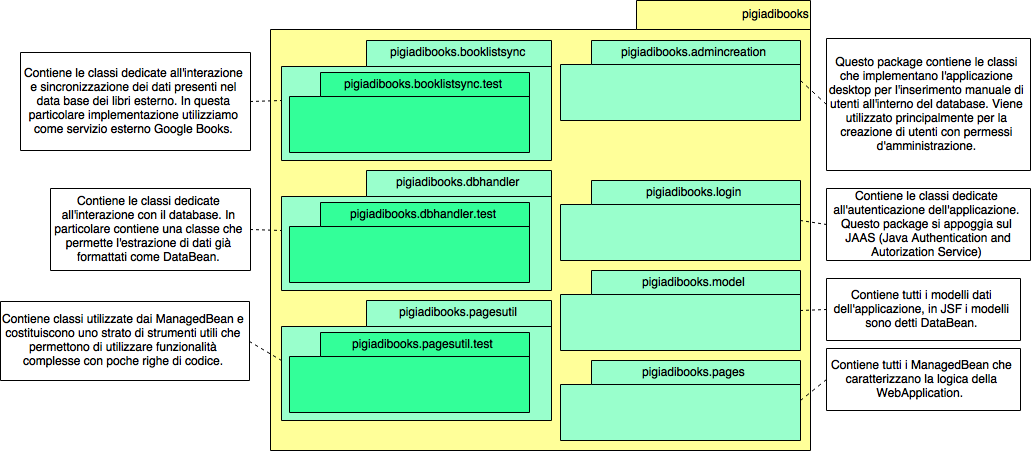 pigiadibooks
pigiadibooks.booklistsync
pigiadibooks.booklistsync.test
Contiene le classi dedicate all'interazione
e sincronizzazione dei dati presenti nel
data base dei libri esterno. In questa
particolare implementazione utilizziamo
come servizio esterno Google Books.
pigiadibooks.admincreation
Questo package contiene le classi
che implementano l'applicazione
desktop per l'inserimento manuale di
utenti all'interno del database. Viene
utilizzato principalmente per la
creazione di utenti con permessi
d'amministrazione.
pigiadibooks.dbhandler
pigiadibooks.dbhandler.test
Contiene le classi dedicate
all'interazione con il database. In
particolare contiene una classe che
permette l'estrazione di dati già
formattati come DataBean.
pigiadibooks.login
Contiene le classi dedicate
all'autenticazione dell'applicazione.
Questo package si appoggia sul
JAAS (Java Authentication and
Autorization Service)
pigiadibooks.pagesutil
pigiadibooks.pagesutil.test
Contiene classi utilizzate dai ManagedBean e
costituiscono uno strato di strumenti utili che
permettono di utilizzare funzionalità
complesse con poche righe di codice.
pigiadibooks.model
Contiene tutti i modelli dati
dell'applicazione, in JSF i modelli
sono detti DataBean.
pigiadibooks.pages
Contiene tutti i ManagedBean che
caratterizzano la logica della
WebApplication.